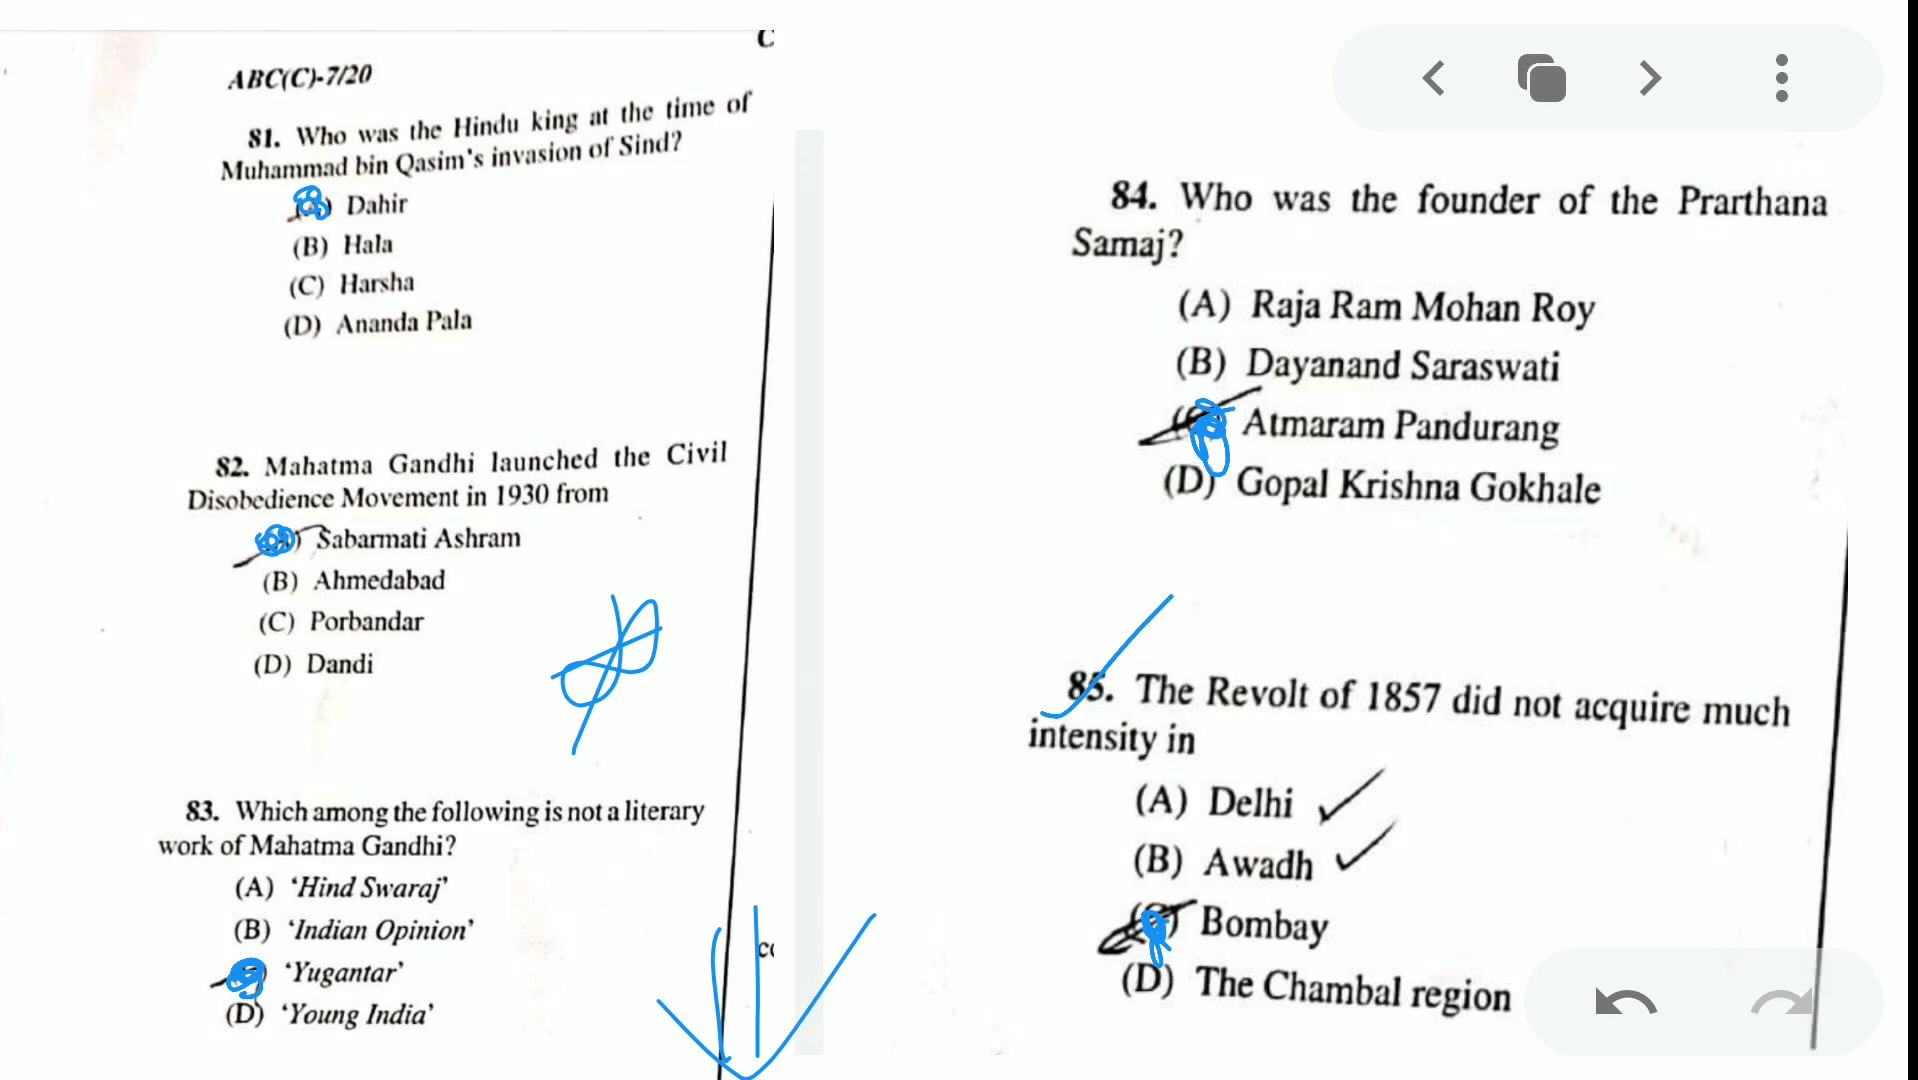 ABC(C)-7/20
81. Who was the Hindu king at the time of
Muhammad bin Qasim's invasion of Sind?
Dahir
(B) Hala
(C) Harsha
(D) Ananda Pala
82. Mahatma Gandhi launched the Civil
Disobedience Movement in 1930 from
Sabarmati Ashram
(B) Ahmedabad
(C) Porbandar
(D) Dandi
83. Which among the following is not a literary
work of Mahatma Gandhi?
(A) 'Hind Swaraj'
(B) 'Indian Opinion'
'Yugantar'
(D) 'Young India'
84. Who was the founder of the Prarthana
Samaj?
(A) Raja Ram Mohan Roy
(B) Dayanand Saraswati
Atmaram Pandurang
(D) Gopal Krishna Gokhale
85. The Revolt of 1857 did not acquire much
intensity in
(A) Delhi
(B) Awadh
Bombay
(D) The Chambal region